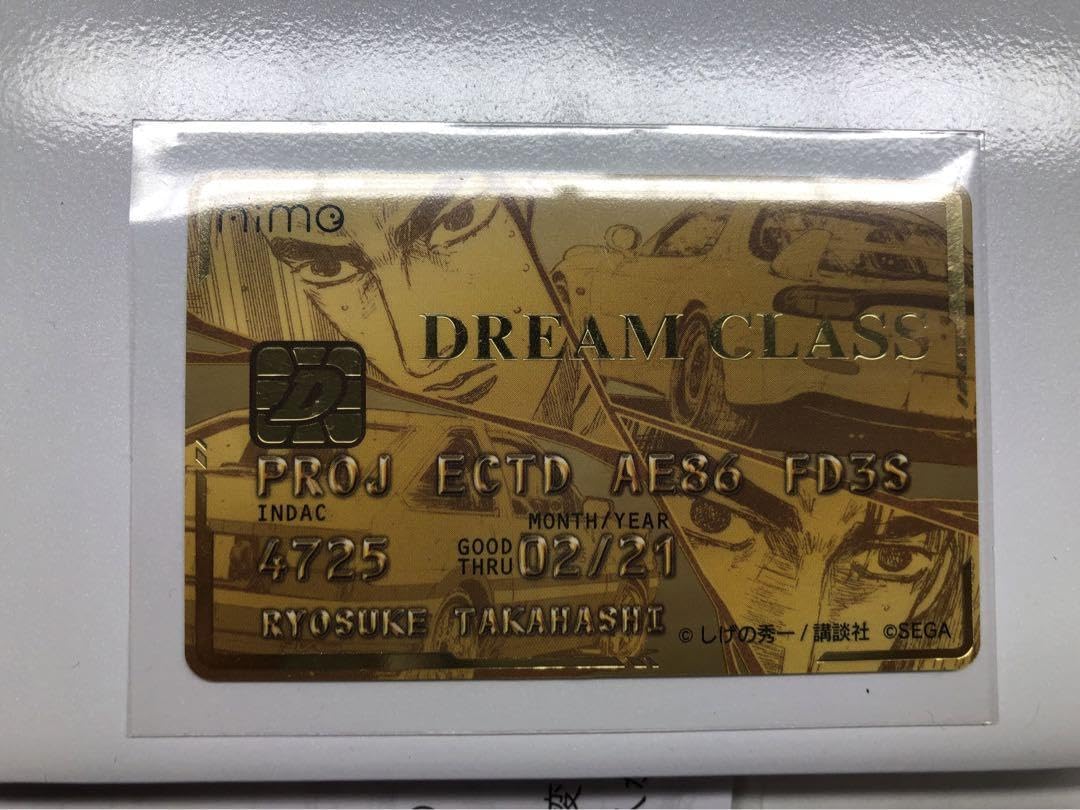 nimo
DREAM CLASS
D
PROJ ECTD AE86 FD3S
INDAC
MONTH/YEAR
4725 GOOD THRU 02/21
RYOSUKE TAKAHASHI
© しげの秀一/講談社 ©SEGA
変